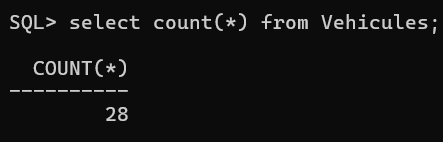 SQL> select count(*) from Vehicules;
COUNT(*)
----------
28